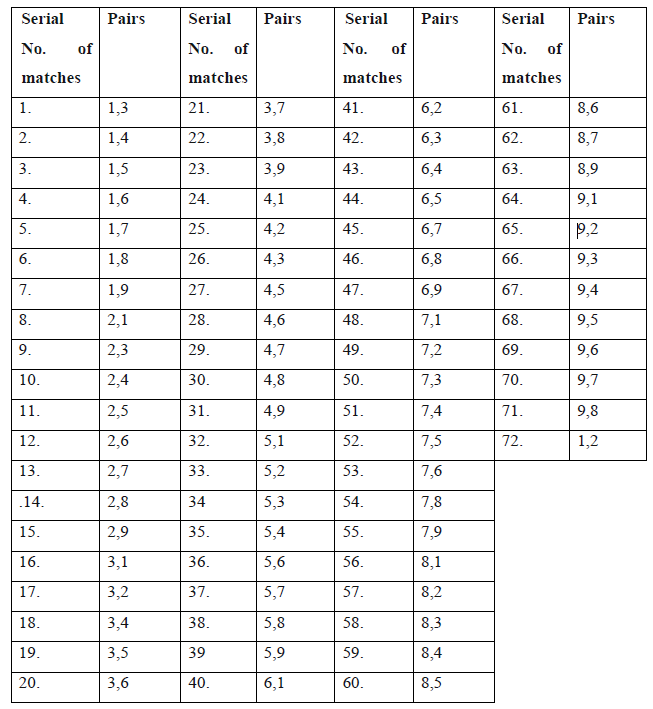 Serial No. of matches Pairs Serial No. of matches Pairs Serial No. of matches Pairs Serial No. of matches Pairs
1. 1,3 21. 3,7 41. 6,2 61. 8,6
2. 1,4 22. 3,8 42. 6,3 62. 8,7
3. 1,5 23. 3,9 43. 6,4 63. 8,9
4. 1,6 24. 4,1 44. 6,5 64. 9,1
5. 1,7 25. 4,2 45. 6,7 65. 9,2
6. 1,8 26. 4,3 46. 6,8 66. 9,3
7. 1,9 27. 4,5 47. 6,9 67. 9,4
8. 2,1 28. 4,6 48. 7,1 68. 9,5
9. 2,3 29. 4,7 49. 7,2 69. 9,6
10. 2,4 30. 4,8 50. 7,3 70. 9,7
11. 2,5 31. 4,9 51. 7,4 71. 9,8
12. 2,6 32. 5,1 52. 7,5 72. 1,2
13. 2,7 33. 5,2 53. 7,6
.14. 2,8 34 5,3 54. 7,8
15. 2,9 35. 5,4 55. 7,9
16. 3,1 36. 5,6 56. 8,1
17. 3,2 37. 5,7 57. 8,2
18. 3,4 38. 5,8 58. 8,3
19. 3,5 39 5,9 59. 8,4
20. 3,6 40. 6,1 60. 8,5